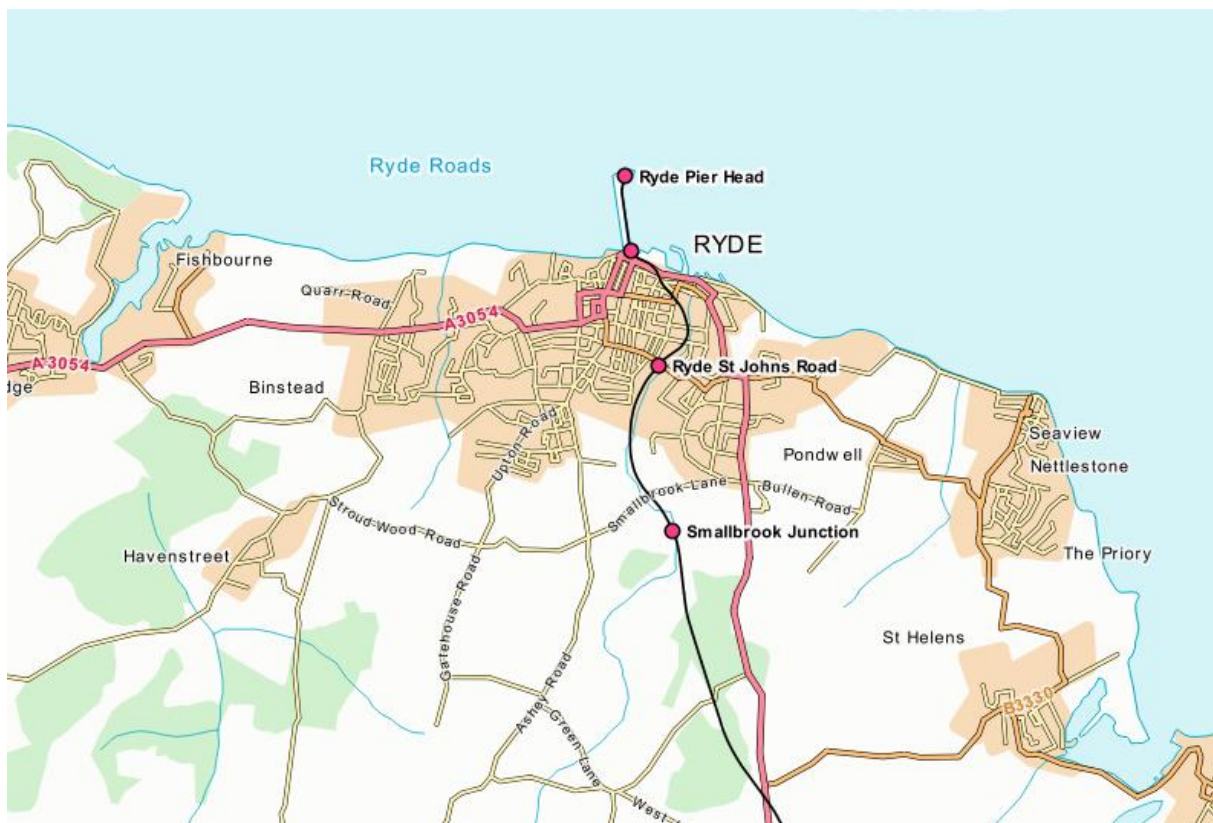 Ryde Roads
Ryde Pier Head
RYDE
Fishbourne
Quarr Road
A3054
A3054
Ryde St Johns Road
dge
Binstead
Upton Road
Seaview
Pondwell
Nettlestone
Smallbrook Lane
Bullen Road
Stroud Wood Road
Smallbrook Junction
Havenstreet
The Priory
Gatehouse Road
St Helens
Ashey Road
B3330
Green Lane
West